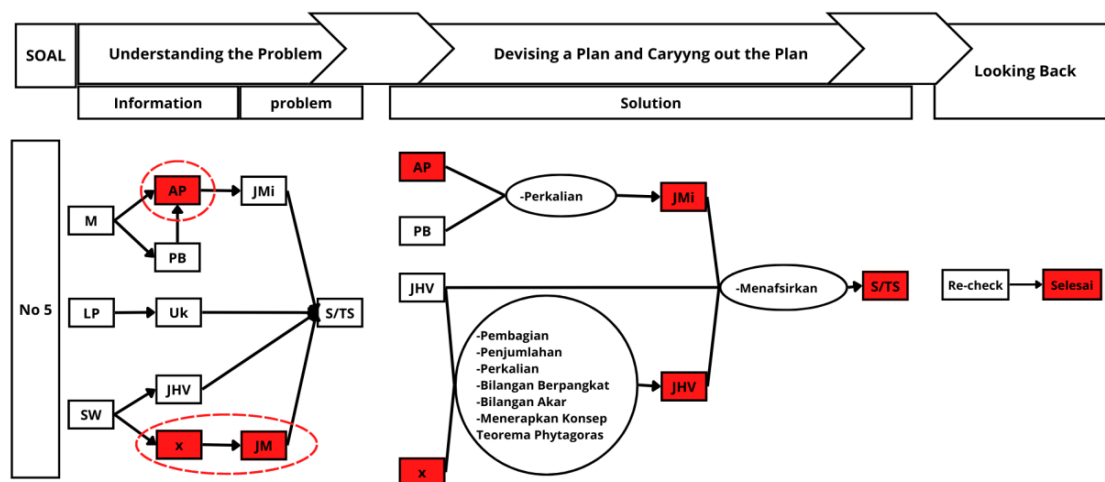 SOAL
Understanding the Problem
Devising a Plan and Caryyng out the Plan
Looking Back
Information
problem
Solution
No 5
M
AP
JMi
PB
LP
Uk
S/TS
SW
JHV
x
JM
AP
PB
-Perkalian
JMi
JHV
-Pembagian
-Penjumlahan
-Perkalian
-Bilangan Berpangkat
-Bilangan Akar
-Menerapkan Konsep
Teorema Phytagoras
x
JHV
-Menafsirkan
S/TS
Re-check
Selesai